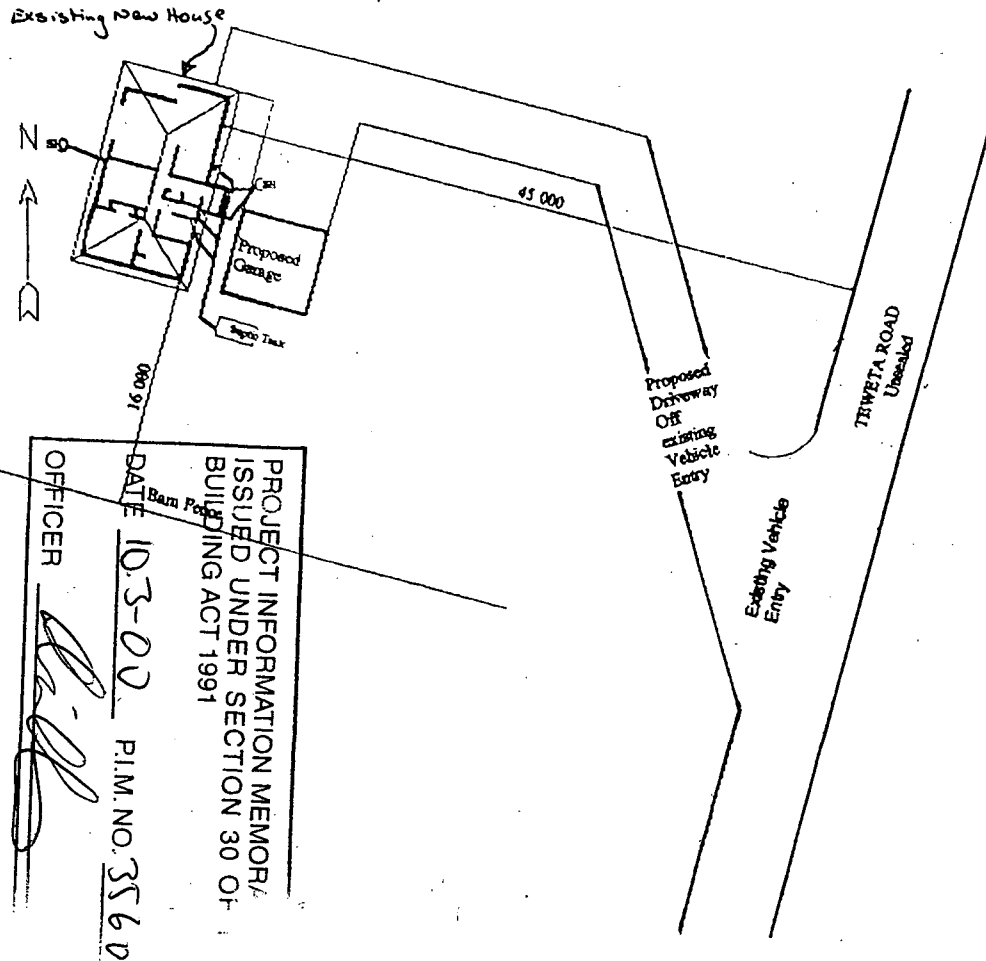 Exsisting New House
N
45 000
Proposed
Garage
Septic Tank
16 000
Barn Fence
Proposed
Driveway
Off
existing
Vehicle
Entry
Existing Vehicle
Entry
TEWETA ROAD
Unsealed
PROJECT INFORMATION MEMORA
ISSUED UNDER SECTION 30 OF
BUILDING ACT 1991
DATE 10.3-00 P.I.M. NO. 3560
OFFICER